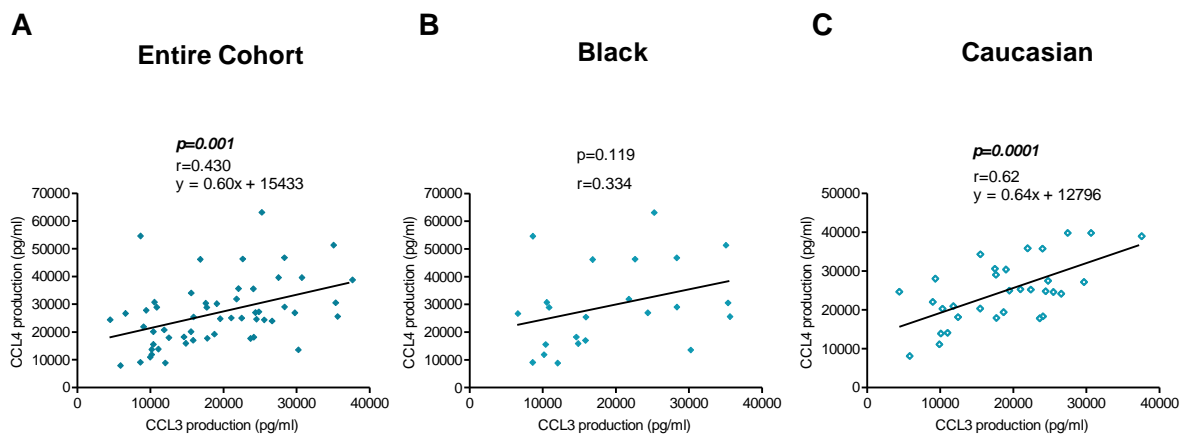 A
Entire Cohort
p=0.001
r=0.430
y = 0.60x + 15433
CCL4 production (pg/ml)
70000
60000
50000
40000
30000
20000
10000
0
0 10000 20000 30000 40000
CCL3 production (pg/ml)
B
Black
p=0.119
r=0.334
CCL4 production (pg/ml)
70000
60000
50000
40000
30000
20000
10000
0
0 10000 20000 30000 40000
CCL3 production (pg/ml)
C
Caucasian
p=0.0001
r=0.62
y = 0.64x + 12796
CCL4 production (pg/ml)
50000
40000
30000
20000
10000
0
0 10000 20000 30000 40000
CCL3 production (pg/ml)